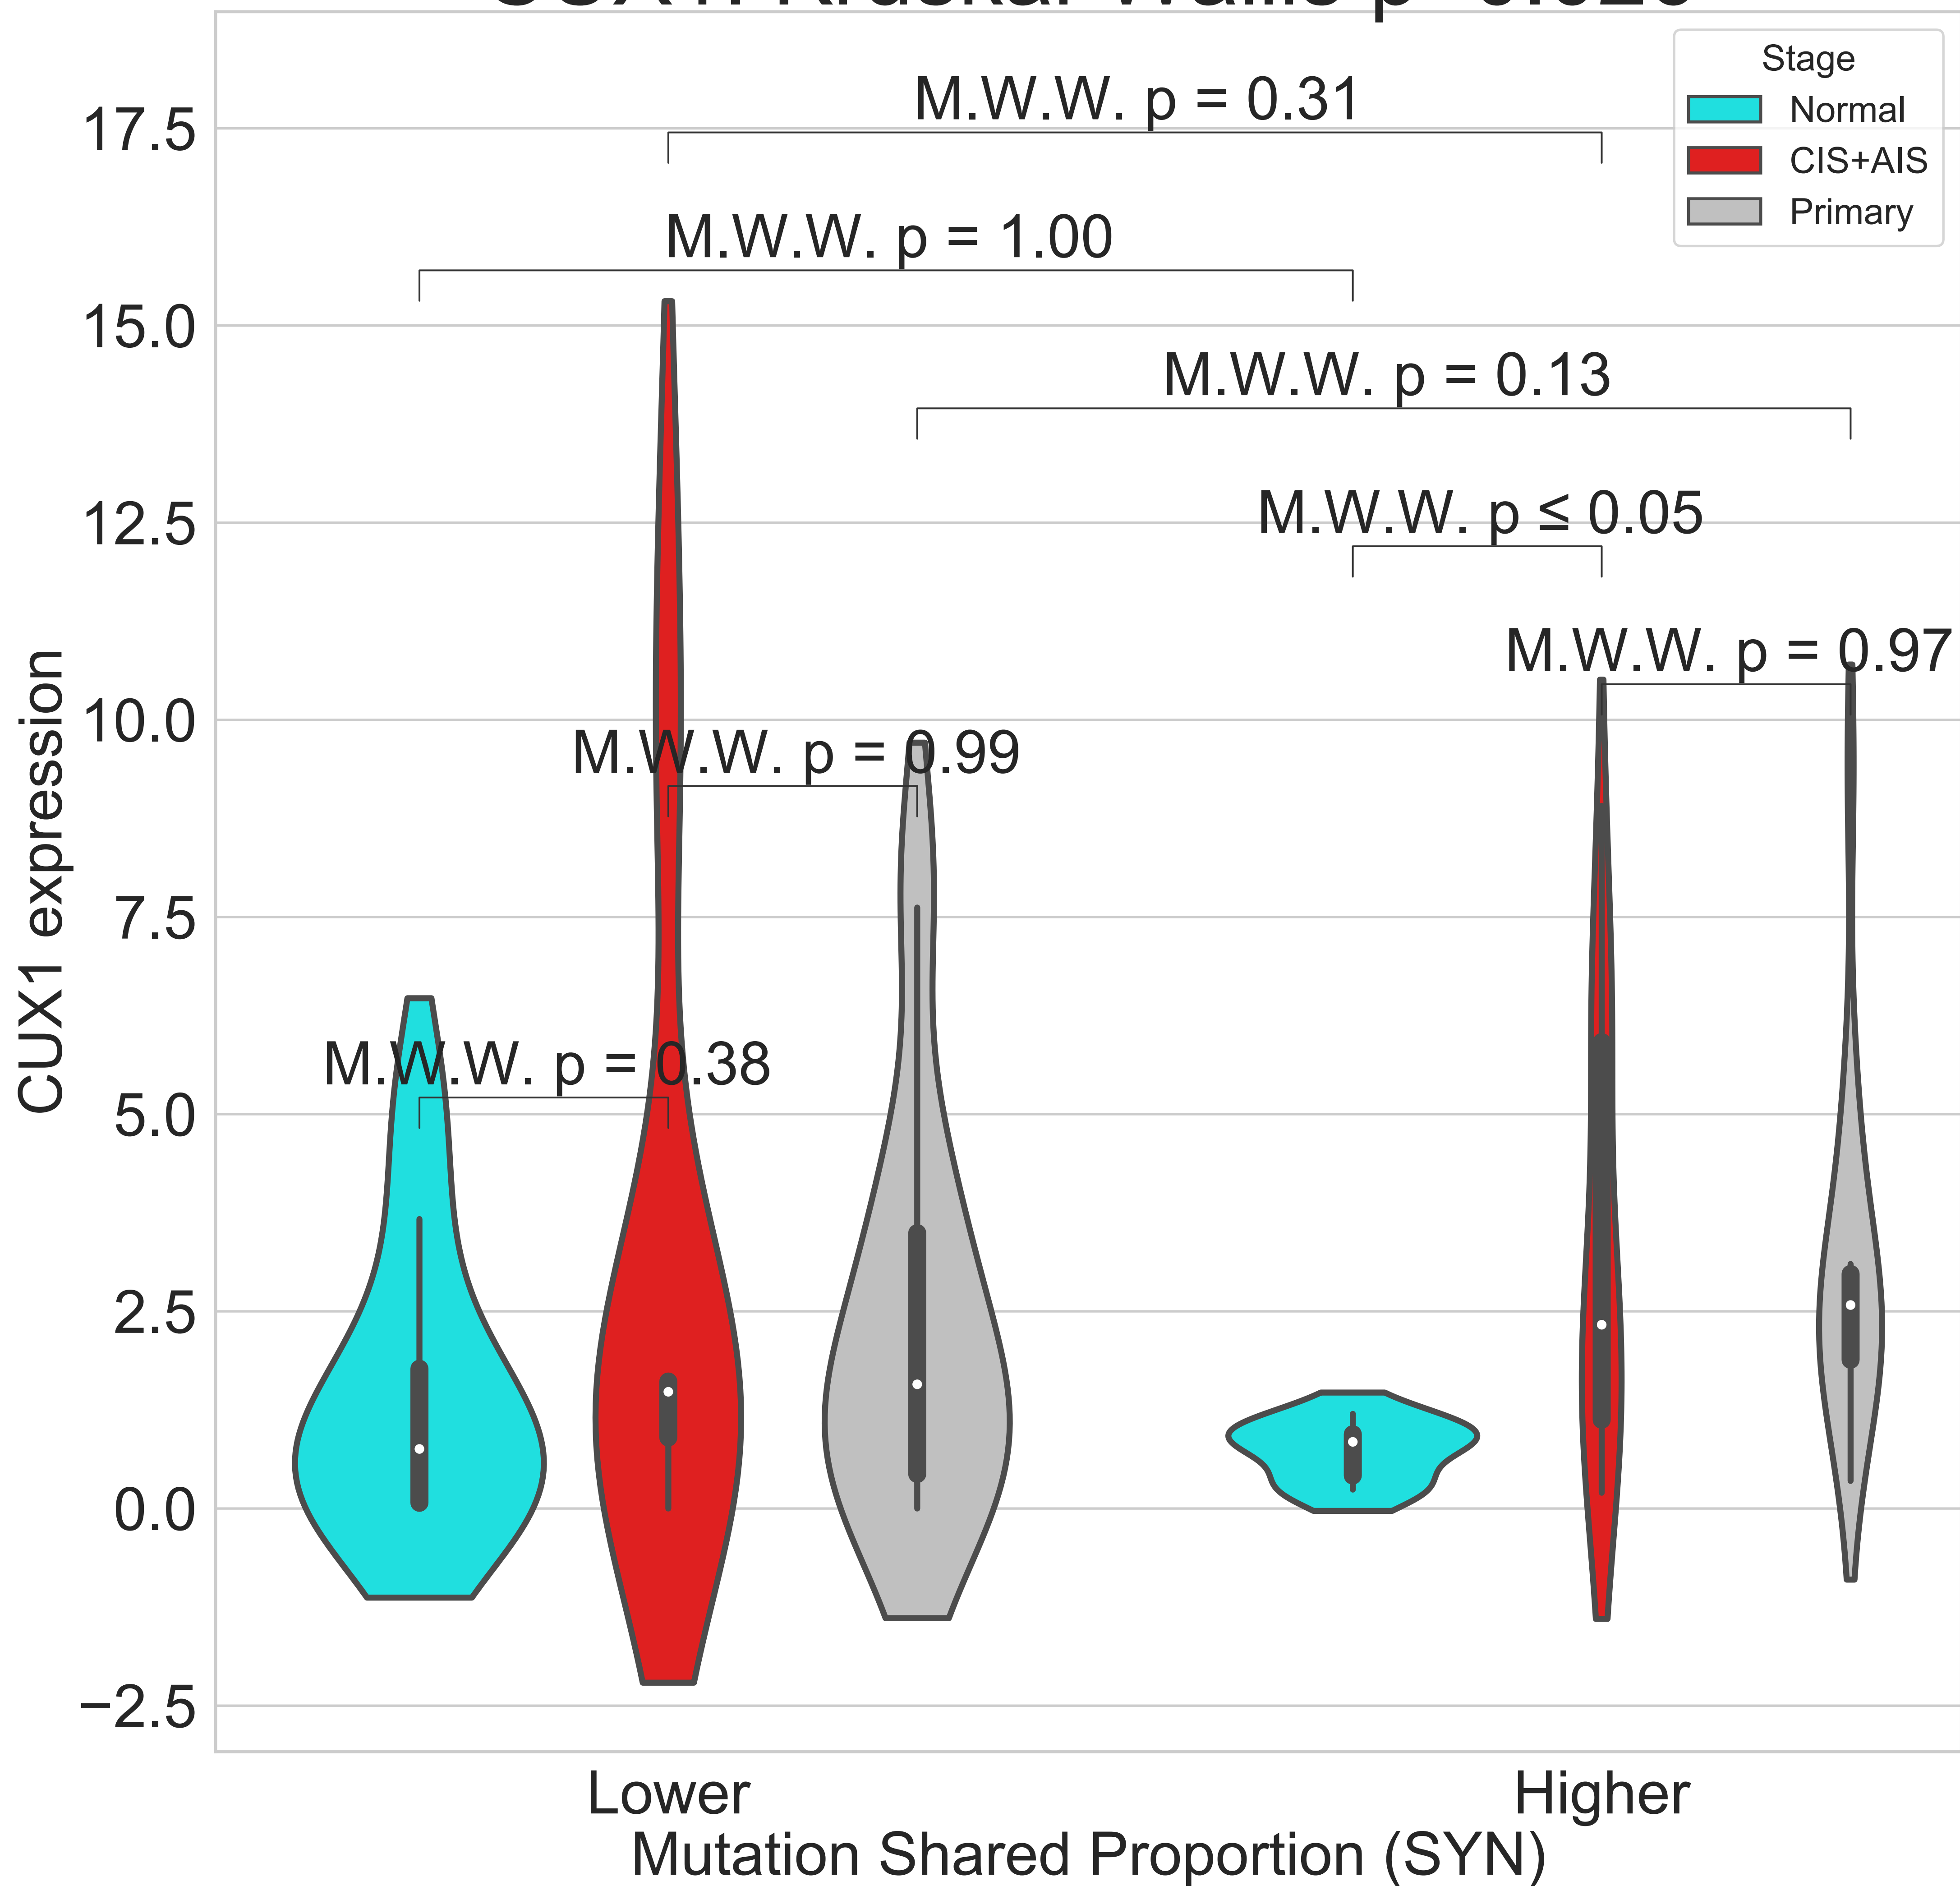 Stage
Normal
CIS+AIS
Primary
M.W.W. p = 0.31
M.W.W. p = 1.00
M.W.W. p = 0.13
M.W.W. p ≤ 0.05
M.W.W. p = 0.97
M.W.W. p = 0.99
M.W.W. p = 0.38
17.5
15.0
12.5
10.0
7.5
5.0
2.5
0.0
−2.5
CUX1 expression
Lower
Higher
Mutation Shared Proportion (SYN)